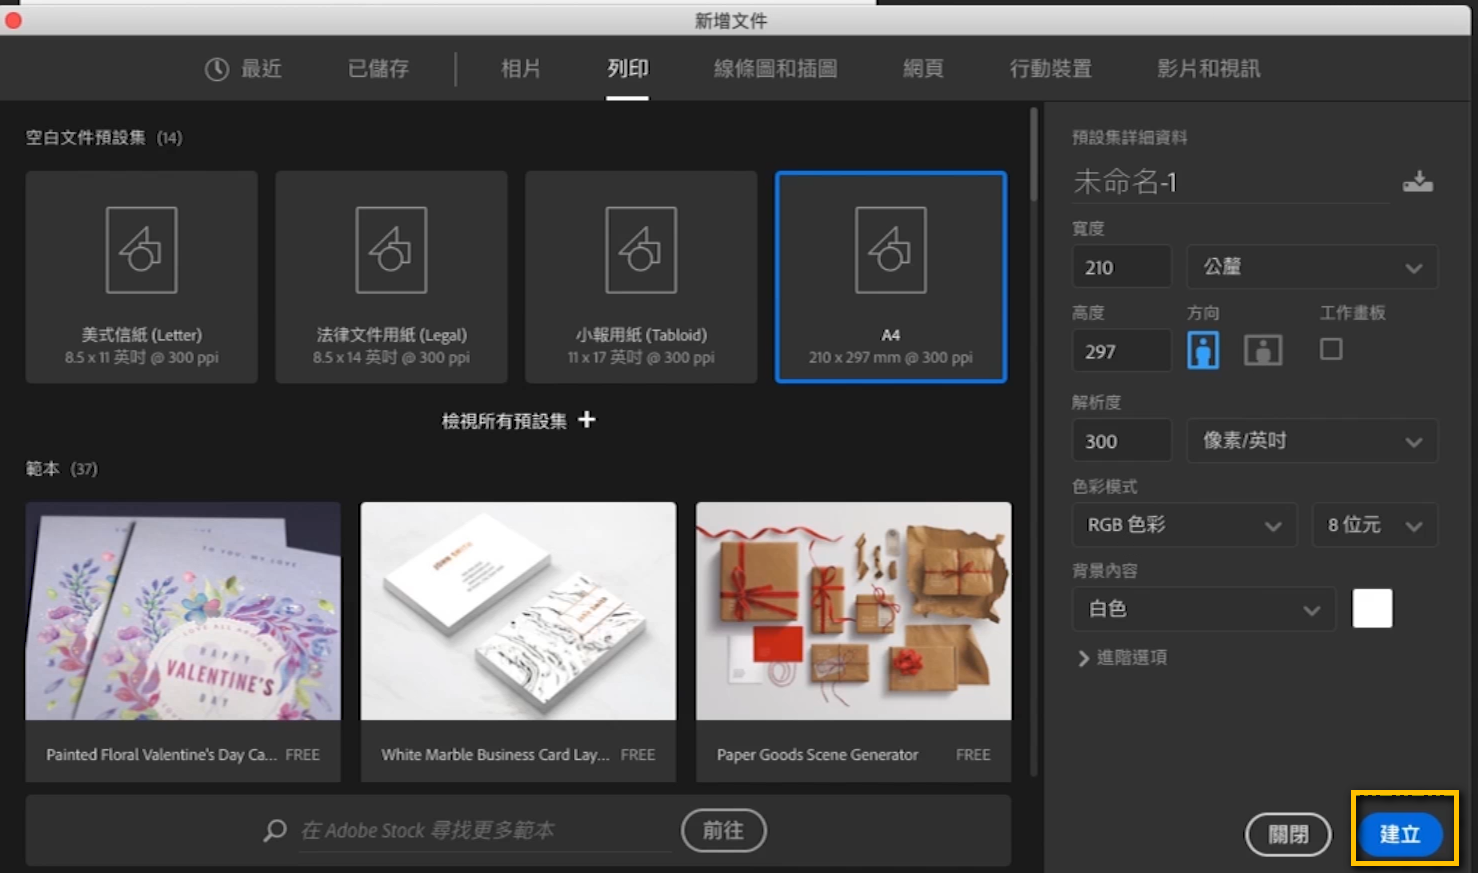 新增文件
最近 已儲存 相片 列印 線條圖和插圖 網頁 行動裝置 影片和視訊
空白文件預設集 (14)
美式信紙 (Letter)
8.5 x 11 英吋 @ 300 ppi
法律文件用紙 (Legal)
8.5 x 14 英吋 @ 300 ppi
小報用紙 (Tabloid)
11 x 17 英吋 @ 300 ppi
A4
210 x 297 mm @ 300 ppi
檢視所有預設集 +
範本 (37)
HAPPY
VALENTINE'S
DAY
Painted Floral Valentine's Day Ca... FREE
White Marble Business Card Lay... FREE
Paper Goods Scene Generator FREE
在 Adobe Stock 尋找更多範本 前往
預設集詳細資料
未命名-1
寬度
210 公釐
高度 方向 工作畫板
297
解析度
300 像素/英吋
色彩模式
RGB 色彩 8 位元
背景內容
白色
進階選項
關閉 建立